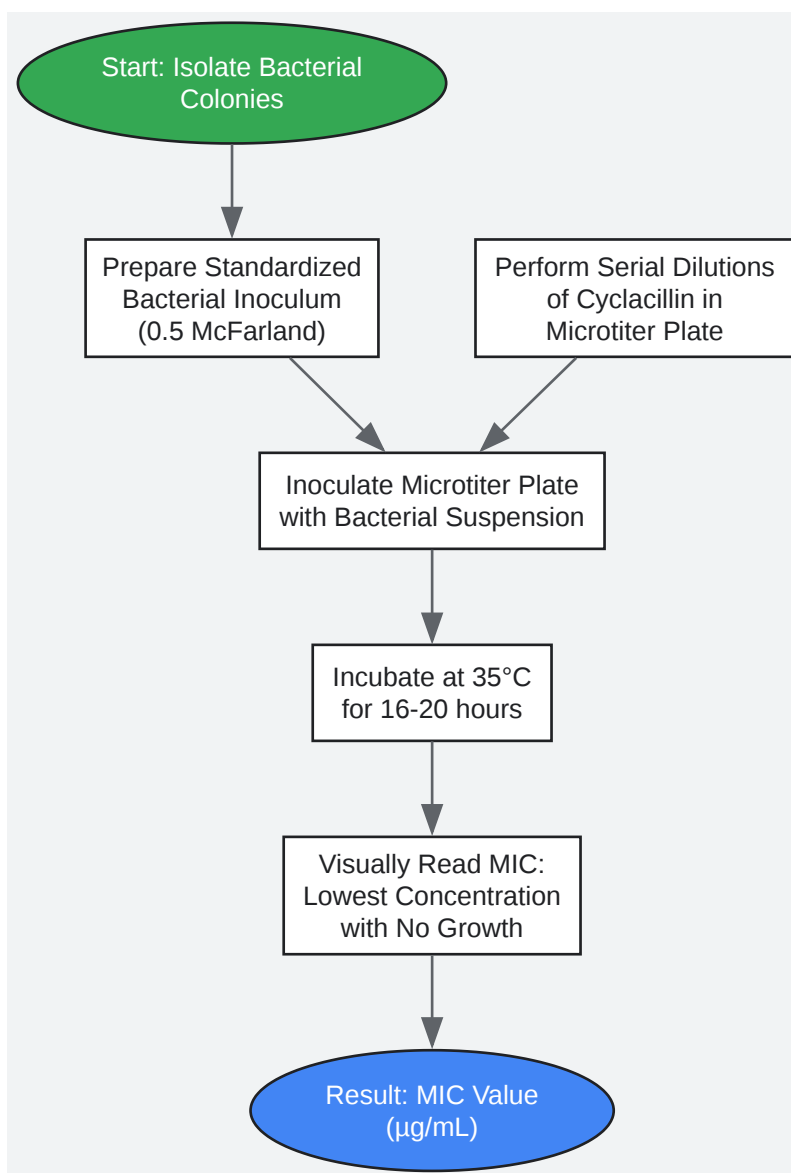 Start: Isolate Bacterial
Colonies
Prepare Standardized
Bacterial Inoculum
(0.5 McFarland)
Perform Serial Dilutions
of Cyclacillin in
Microtiter Plate
Inoculate Microtiter Plate
with Bacterial Suspension
Incubate at 35°C
for 16-20 hours
Visually Read MIC:
Lowest Concentration
with No Growth
Result: MIC Value
(µg/mL)